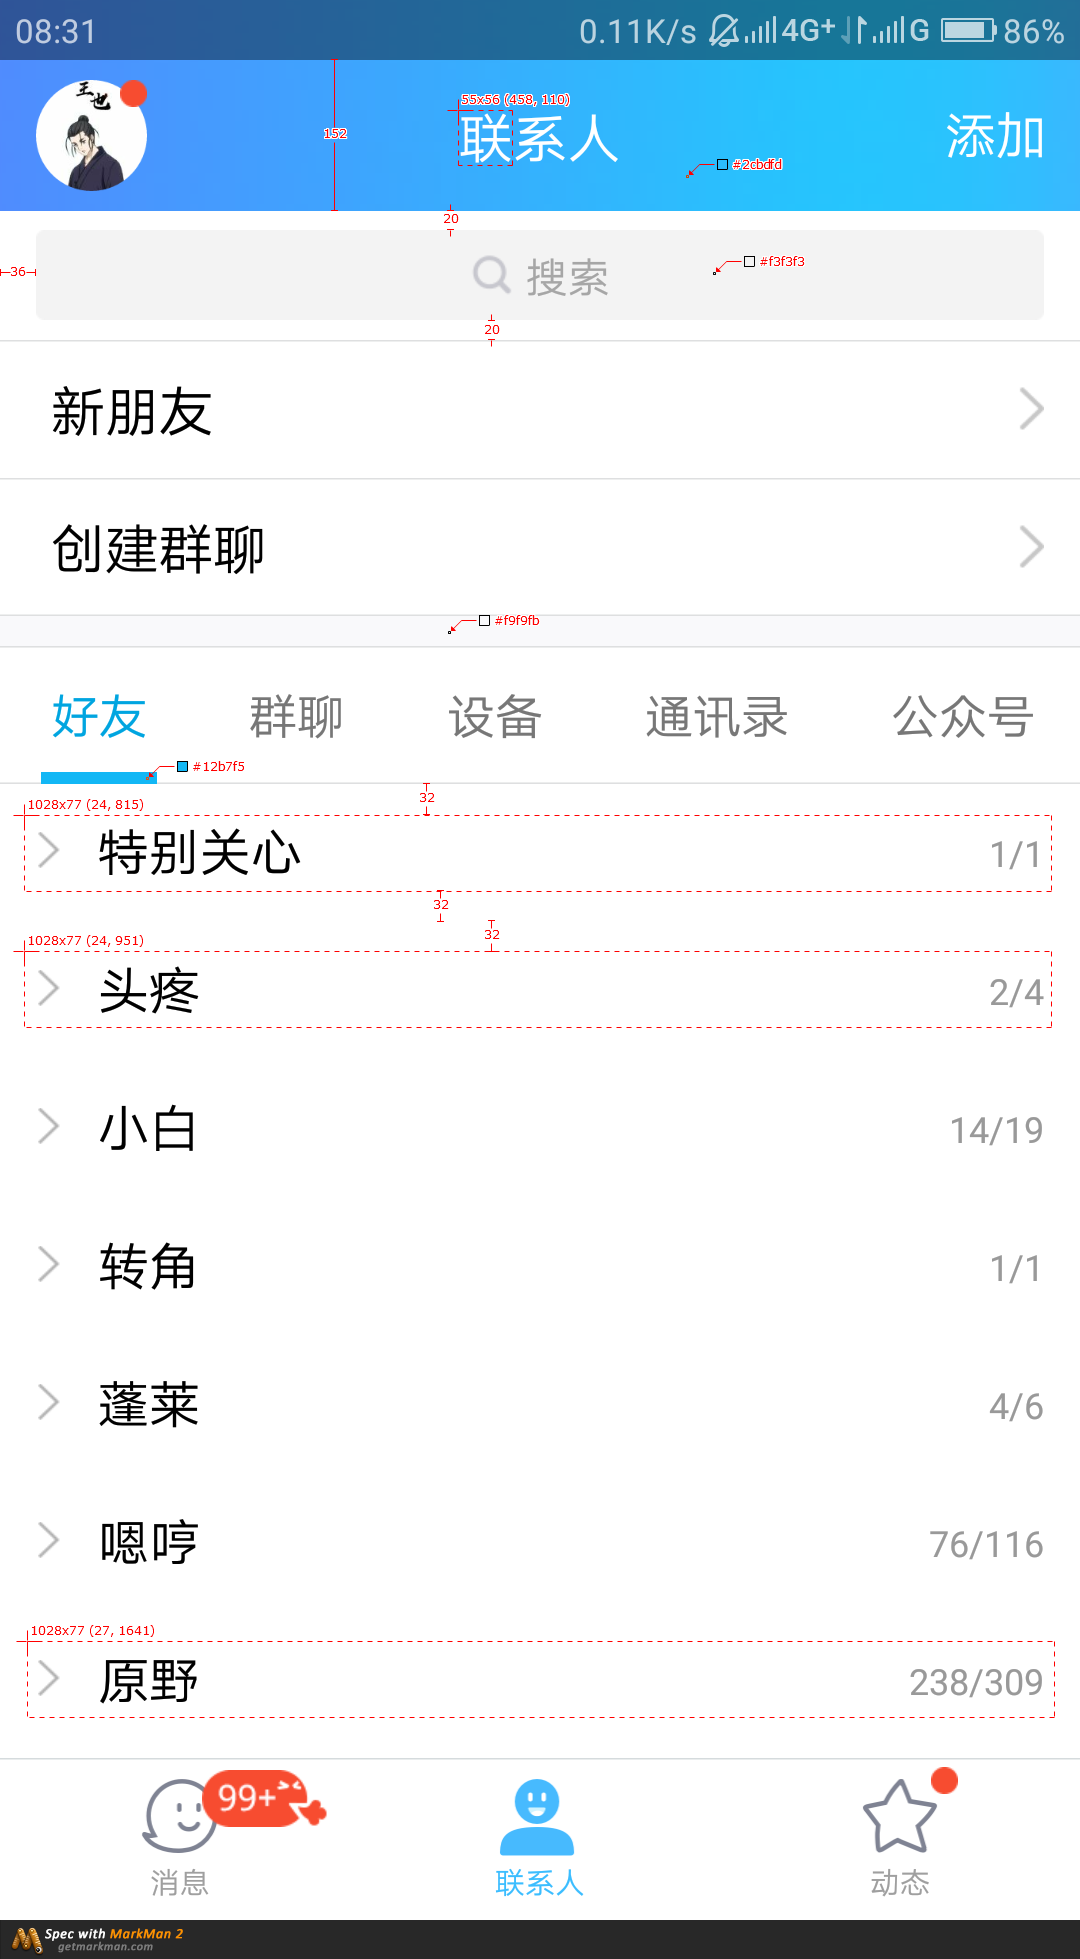 08:31 0.11K/s 4G+ G 86%
王也
55x56 (458, 110)
152
联系人
添加
#2cbdfd
20
36
搜索
#f3f3f3
20
新朋友
创建群聊
#f9f9fb
好友 群聊 设备 通讯录 公众号
#12b7f5
32
1028x77 (24, 815)
特别关心 1/1
32
32
1028x77 (24, 951)
头疼 2/4
小白 14/19
转角 1/1
蓬莱 4/6
嗯哼 76/116
1028x77 (27, 1641)
原野 238/309
99+
消息 联系人 动态
Spec with MarkMan 2
getmarkman.com